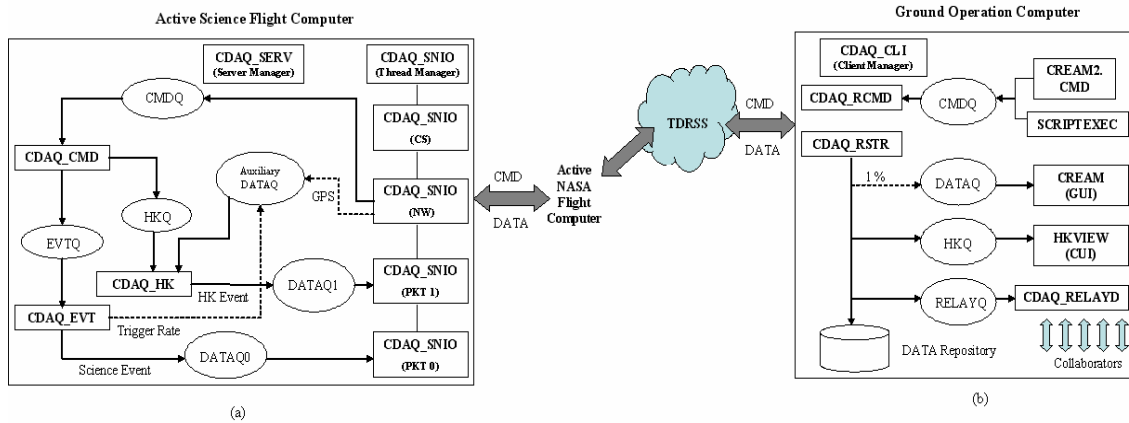 Active Science Flight Computer
CDAQ_SERV
(Server Manager)
CDAQ_SNIO
(Thread Manager)
CMDQ
CDAQ_SNIO
(CS)
CDAQ_CMD
Auxiliary
DATAQ
GPS
CDAQ_SNIO
(NW)
HKQ
EVTQ
CDAQ_HK
HK Event
DATAQ1
CDAQ_SNIO
(PKT 1)
CDAQ_EVT
Trigger Rate
DATAQ0
CDAQ_SNIO
(PKT 0)
Science Event
(a)
CMD
DATA
Active
NASA
Flight
Computer
TDRSS
CMD
DATA
Ground Operation Computer
CDAQ_CLI
(Client Manager)
CREAM2.
CMD
CDAQ_RCMD
CMDQ
SCRIPTEXEC
CDAQ_RSTR
1 %
DATAQ
CREAM
(GUI)
HKQ
HKVIEW
(CUI)
RELAYQ
CDAQ_RELAYD
DATA Repository
Collaborators
(b)